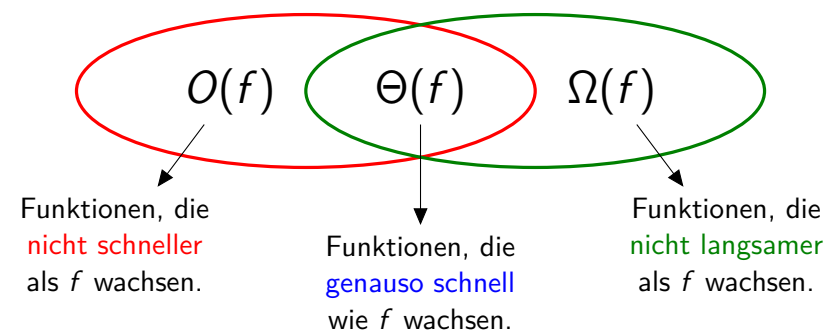 O(f) Θ(f) Ω(f)
Funktionen, die
nicht schneller
als f wachsen.
Funktionen, die
genauso schnell
wie f wachsen.
Funktionen, die
nicht langsamer
als f wachsen.